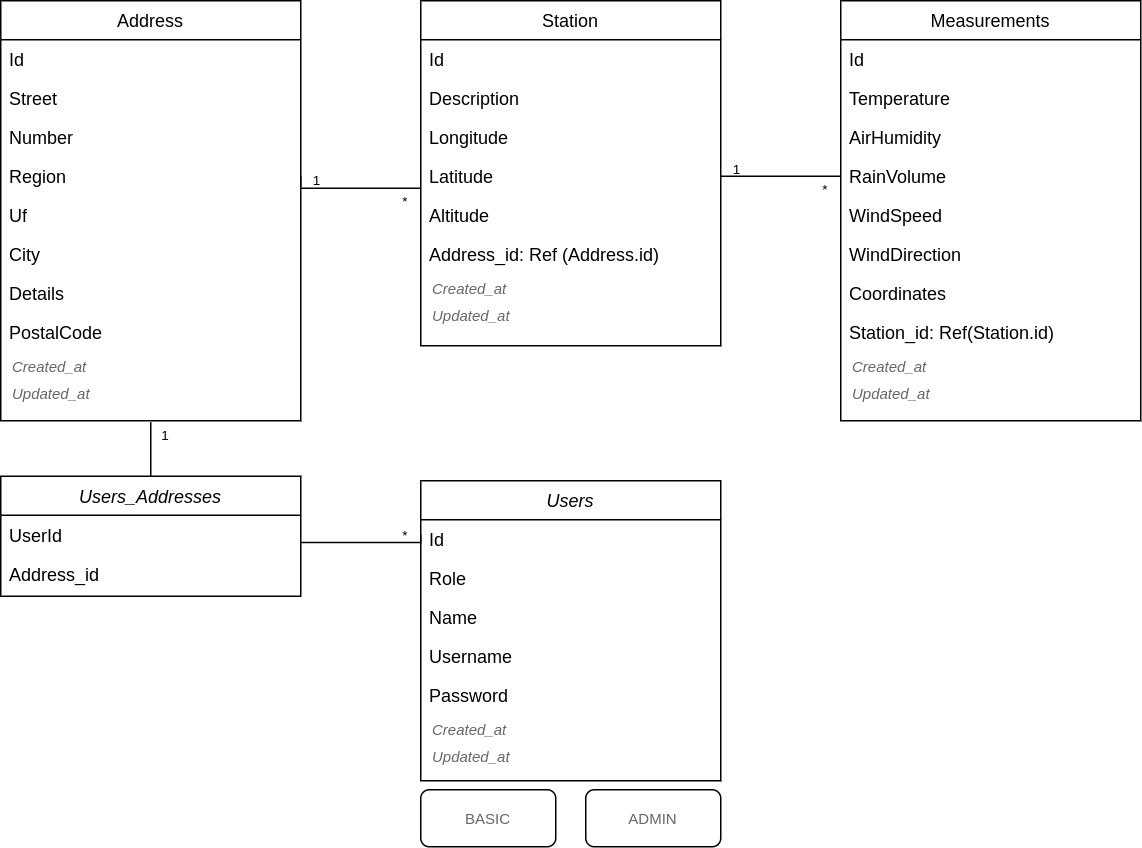 Address
Id
Street
Number
Region
Uf
City
Details
PostalCode
Created_at
Updated_at
1
*
Station
Id
Description
Longitude
Latitude
Altitude
Address_id: Ref (Address.id)
Created_at
Updated_at
1
*
Measurements
Id
Temperature
AirHumidity
RainVolume
WindSpeed
WindDirection
Coordinates
Station_id: Ref(Station.id)
Created_at
Updated_at
1
Users_Addresses
UserId
Address_id
*
Users
Id
Role
Name
Username
Password
Created_at
Updated_at
BASIC
ADMIN